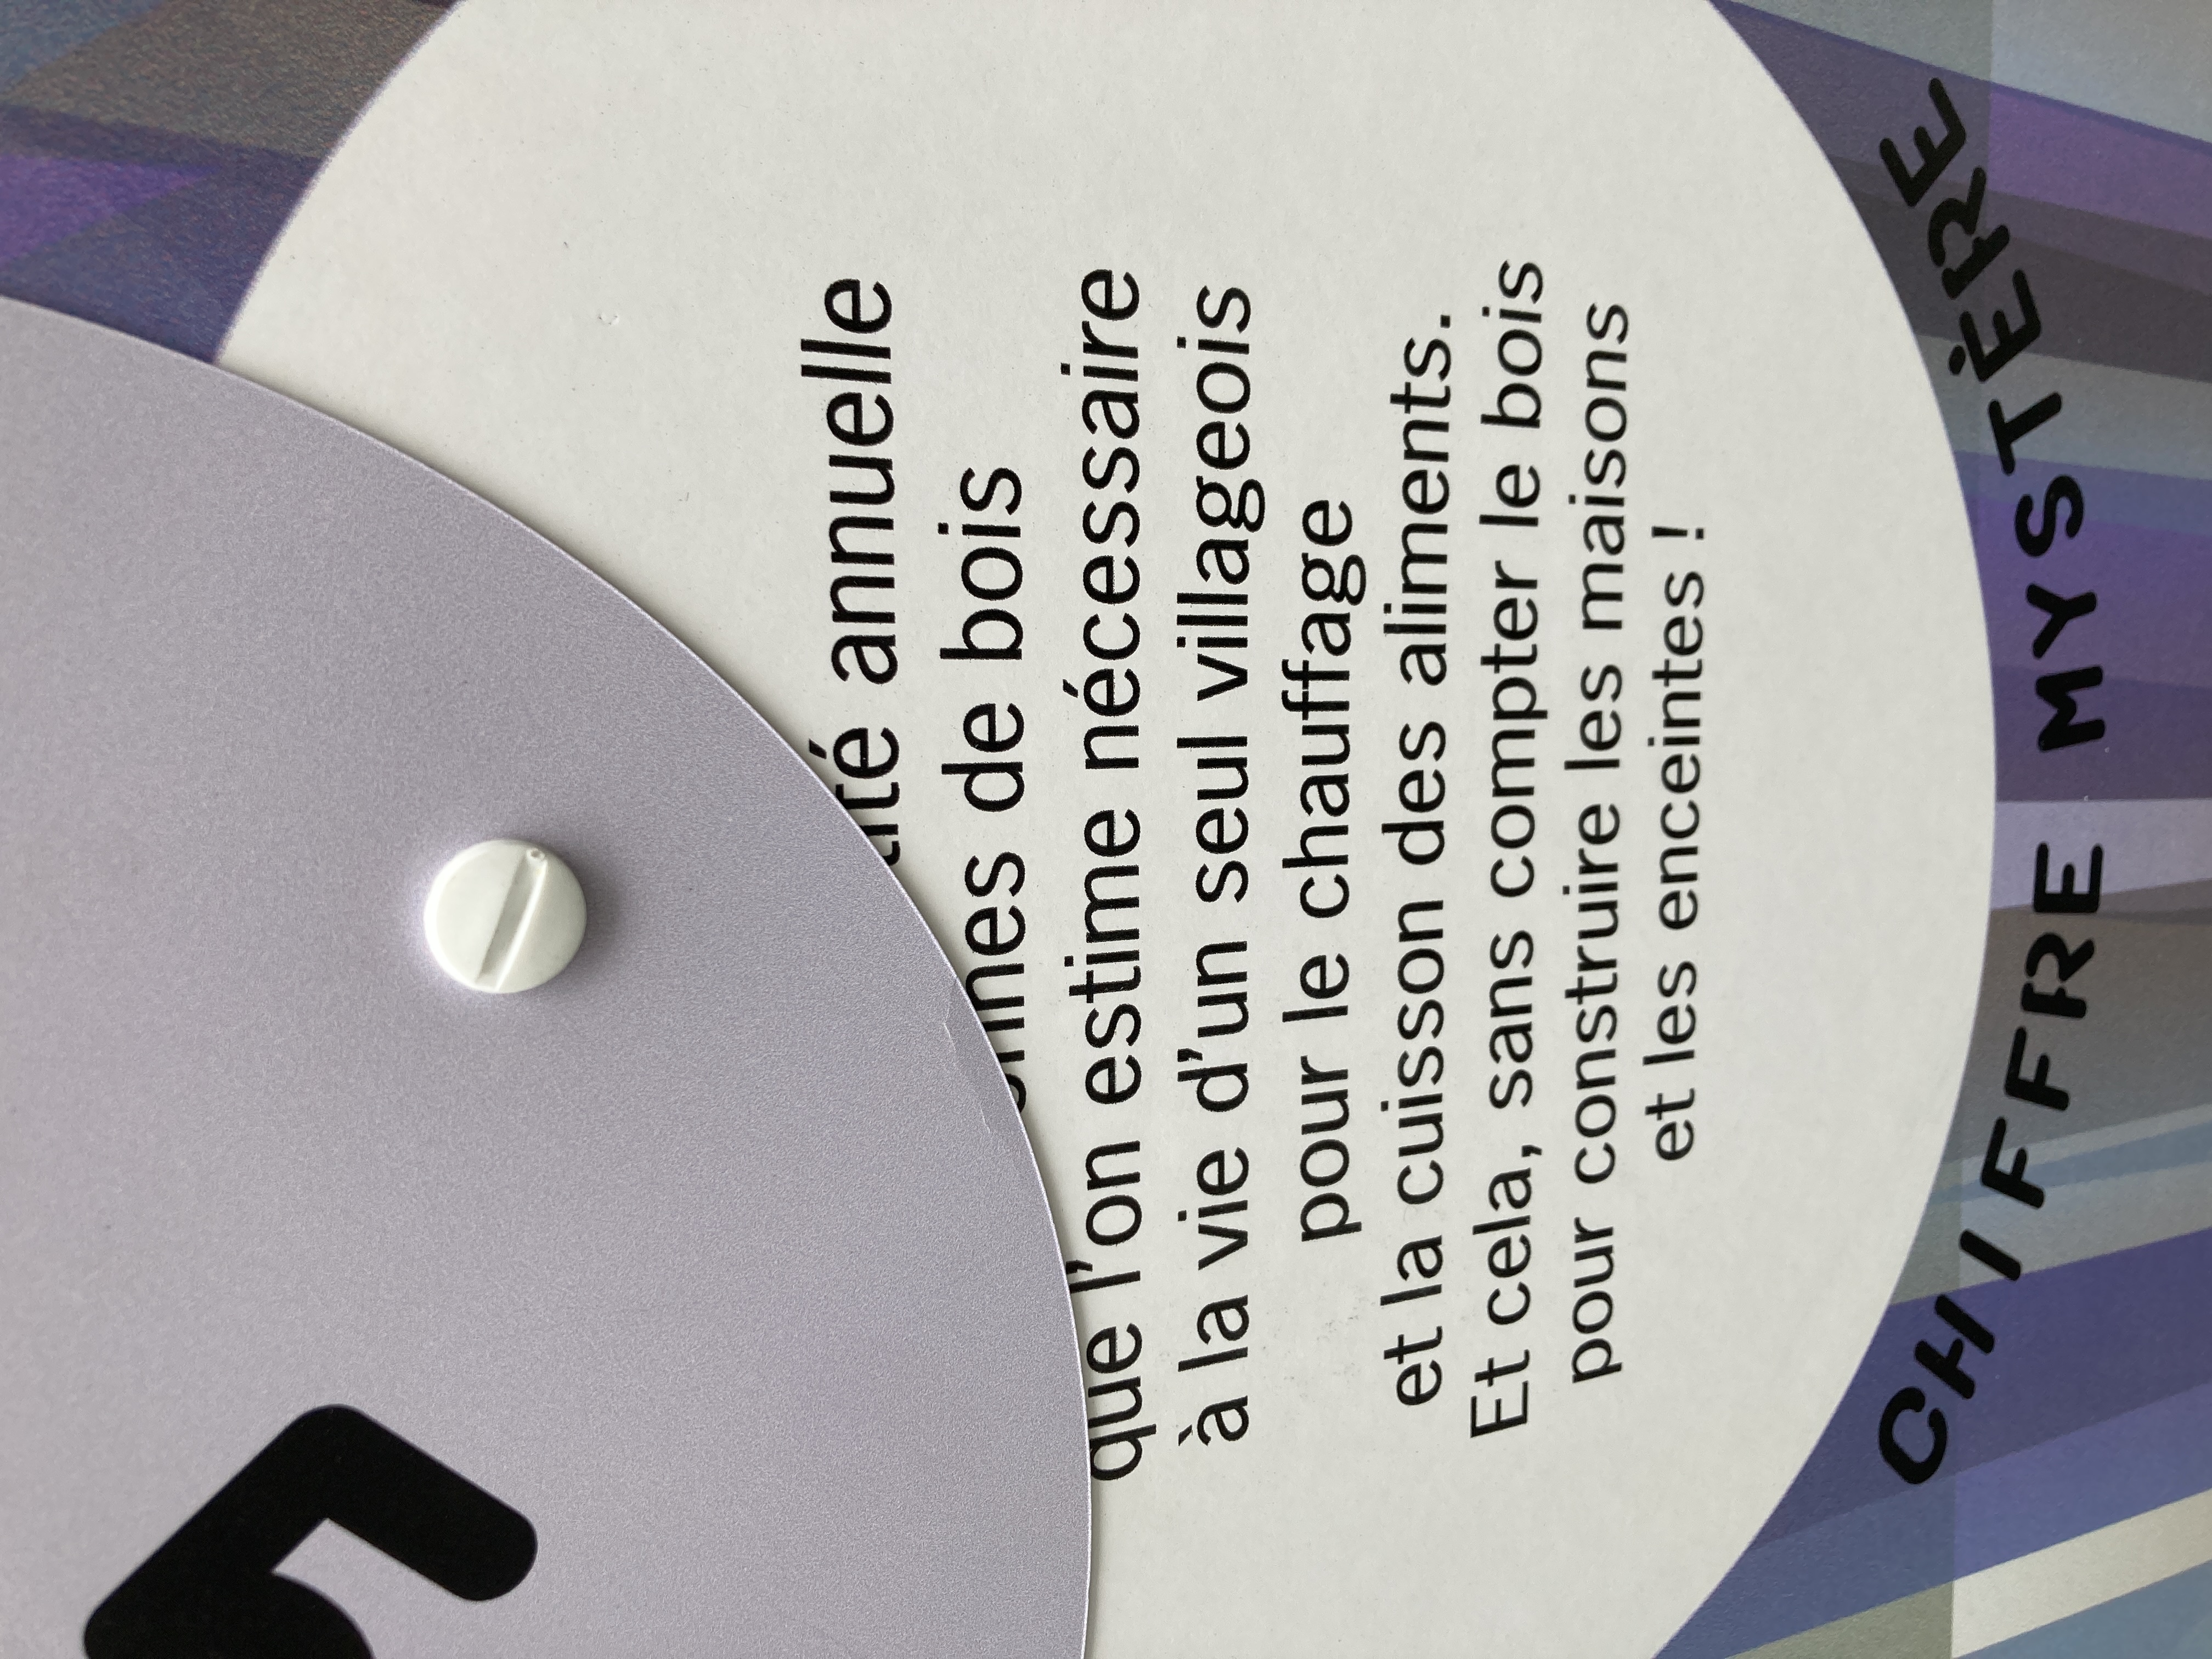 annuelle
de bois
que l'on estime nécessaire
à la vie d'un seul villageois
pour le chauffage
et la cuisson des aliments.
Et cela, sans compter le bois
pour construire les maisons
et les enceintes !
CHIFFRE MYSTÈRE
5